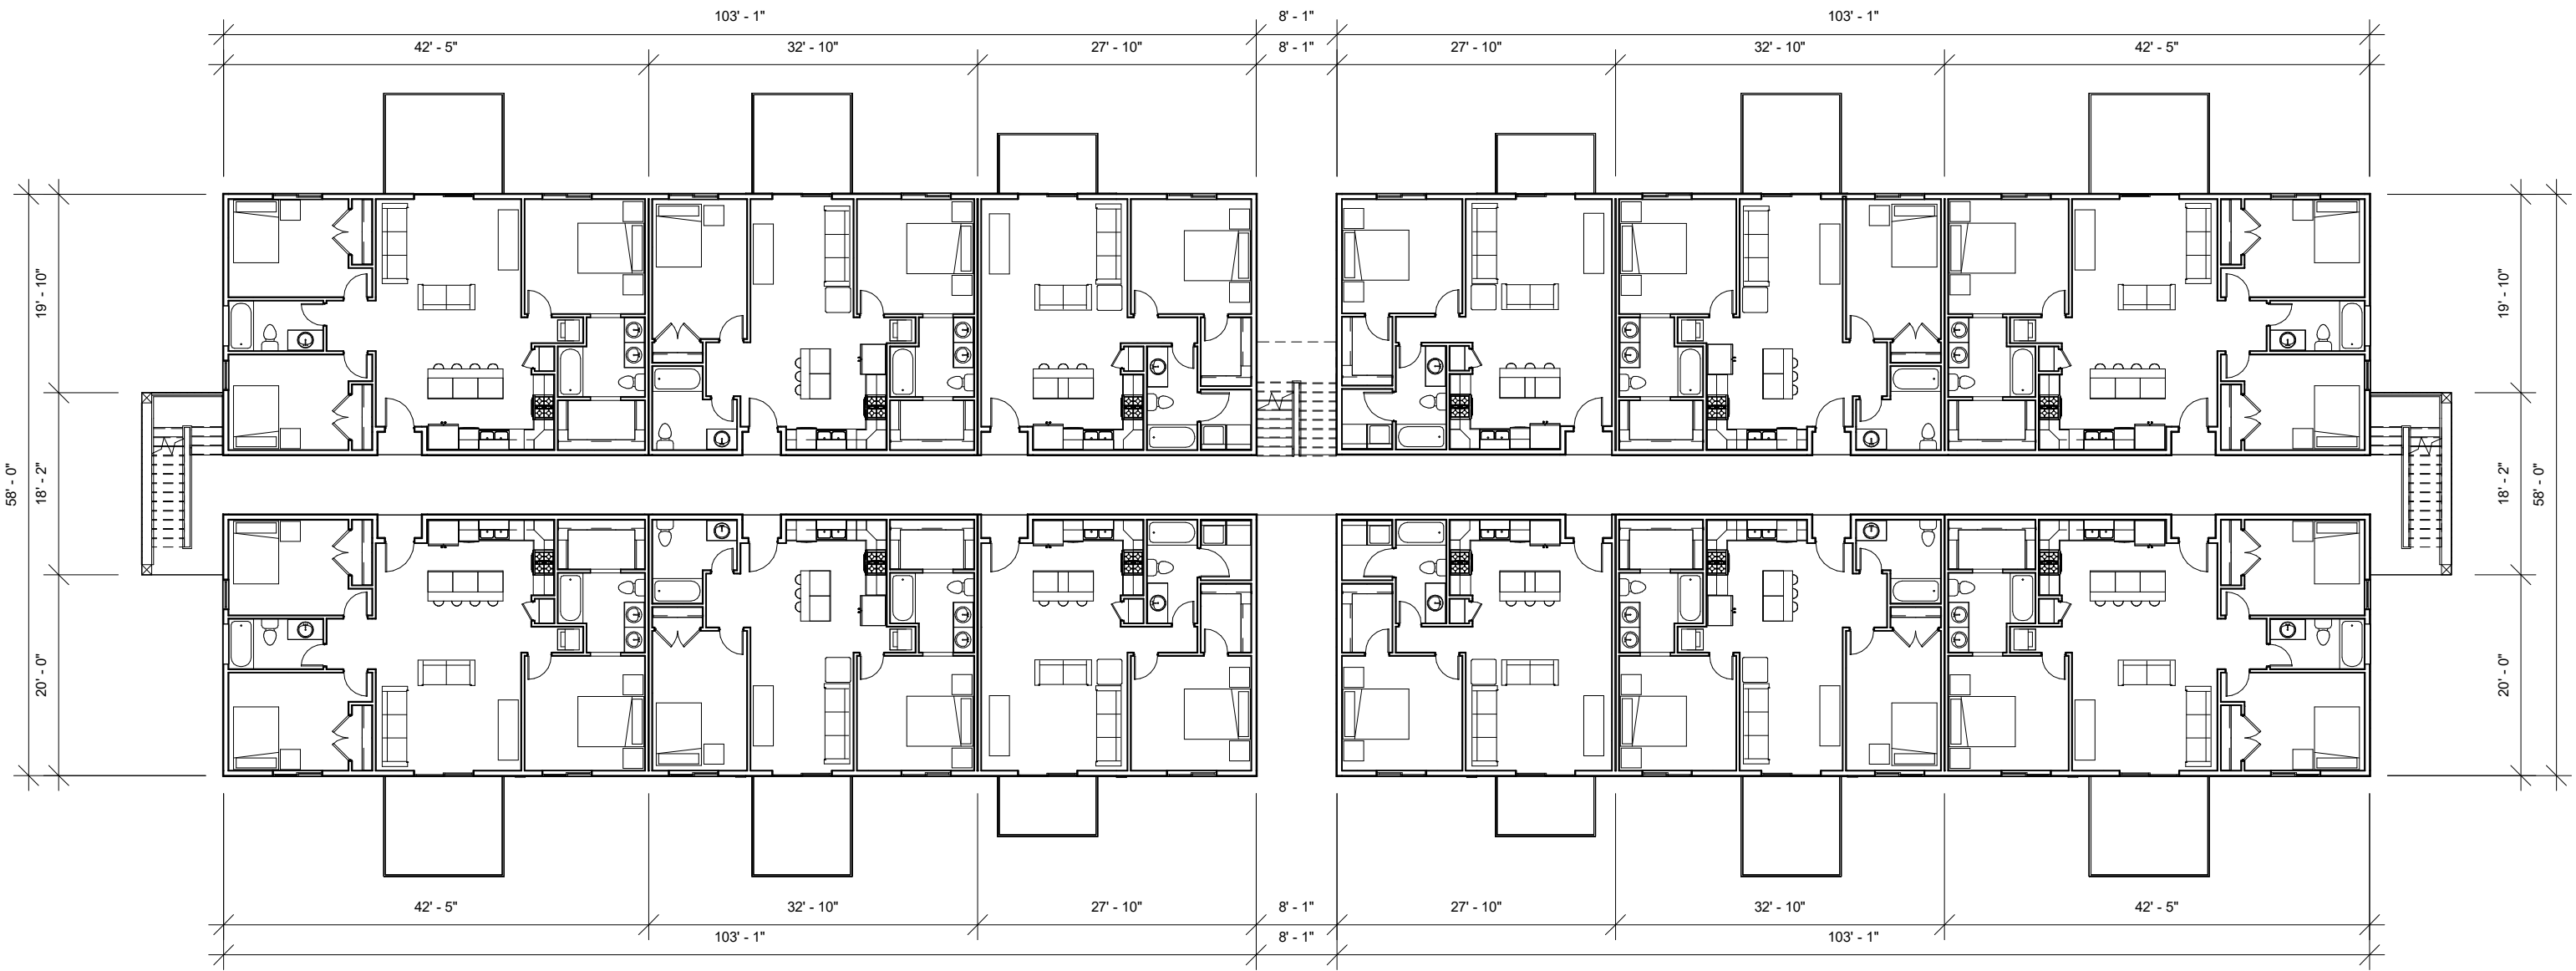 103' - 1" 8' - 1" 103' - 1"
42' - 5" 32' - 10" 27' - 10" 8' - 1" 27' - 10" 32' - 10" 42' - 5"
19' - 10" 19' - 10"
58' - 0" 18' - 2" 18' - 2" 58' - 0"
20' - 0" 20' - 0"
42' - 5" 32' - 10" 27' - 10" 8' - 1" 27' - 10" 32' - 10" 42' - 5"
103' - 1" 8' - 1" 103' - 1"